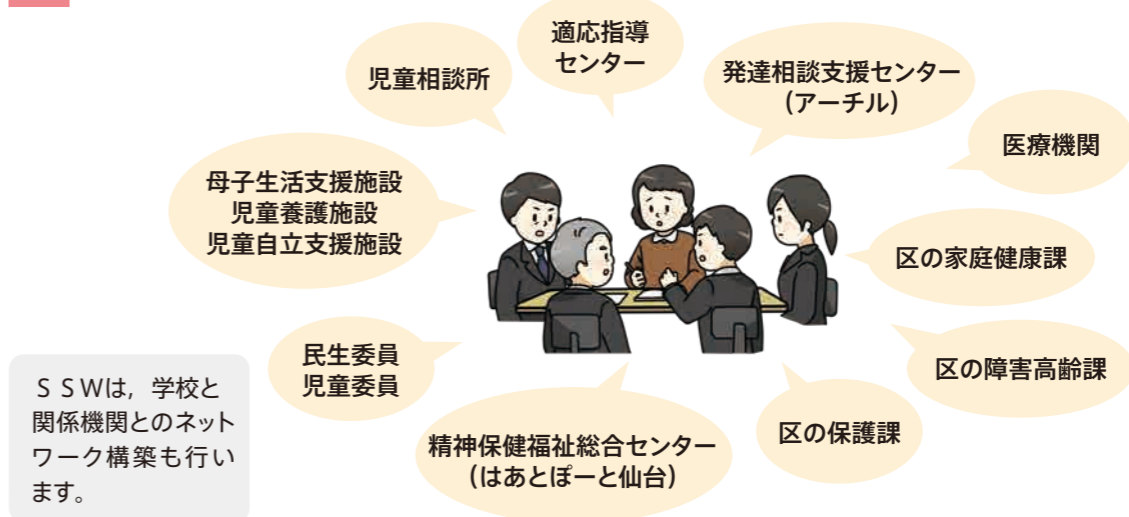 適応指導
センター
児童相談所
発達相談支援センター
(アーチル)
医療機関
母子生活支援施設
児童養護施設
児童自立支援施設
区の家庭健康課
民生委員
児童委員
区の障害高齢課
精神保健福祉総合センター
(はあとぽーと仙台)
区の保護課
ＳＳＷは，学校と
関係機関とのネット
ワーク構築も行い
ます。